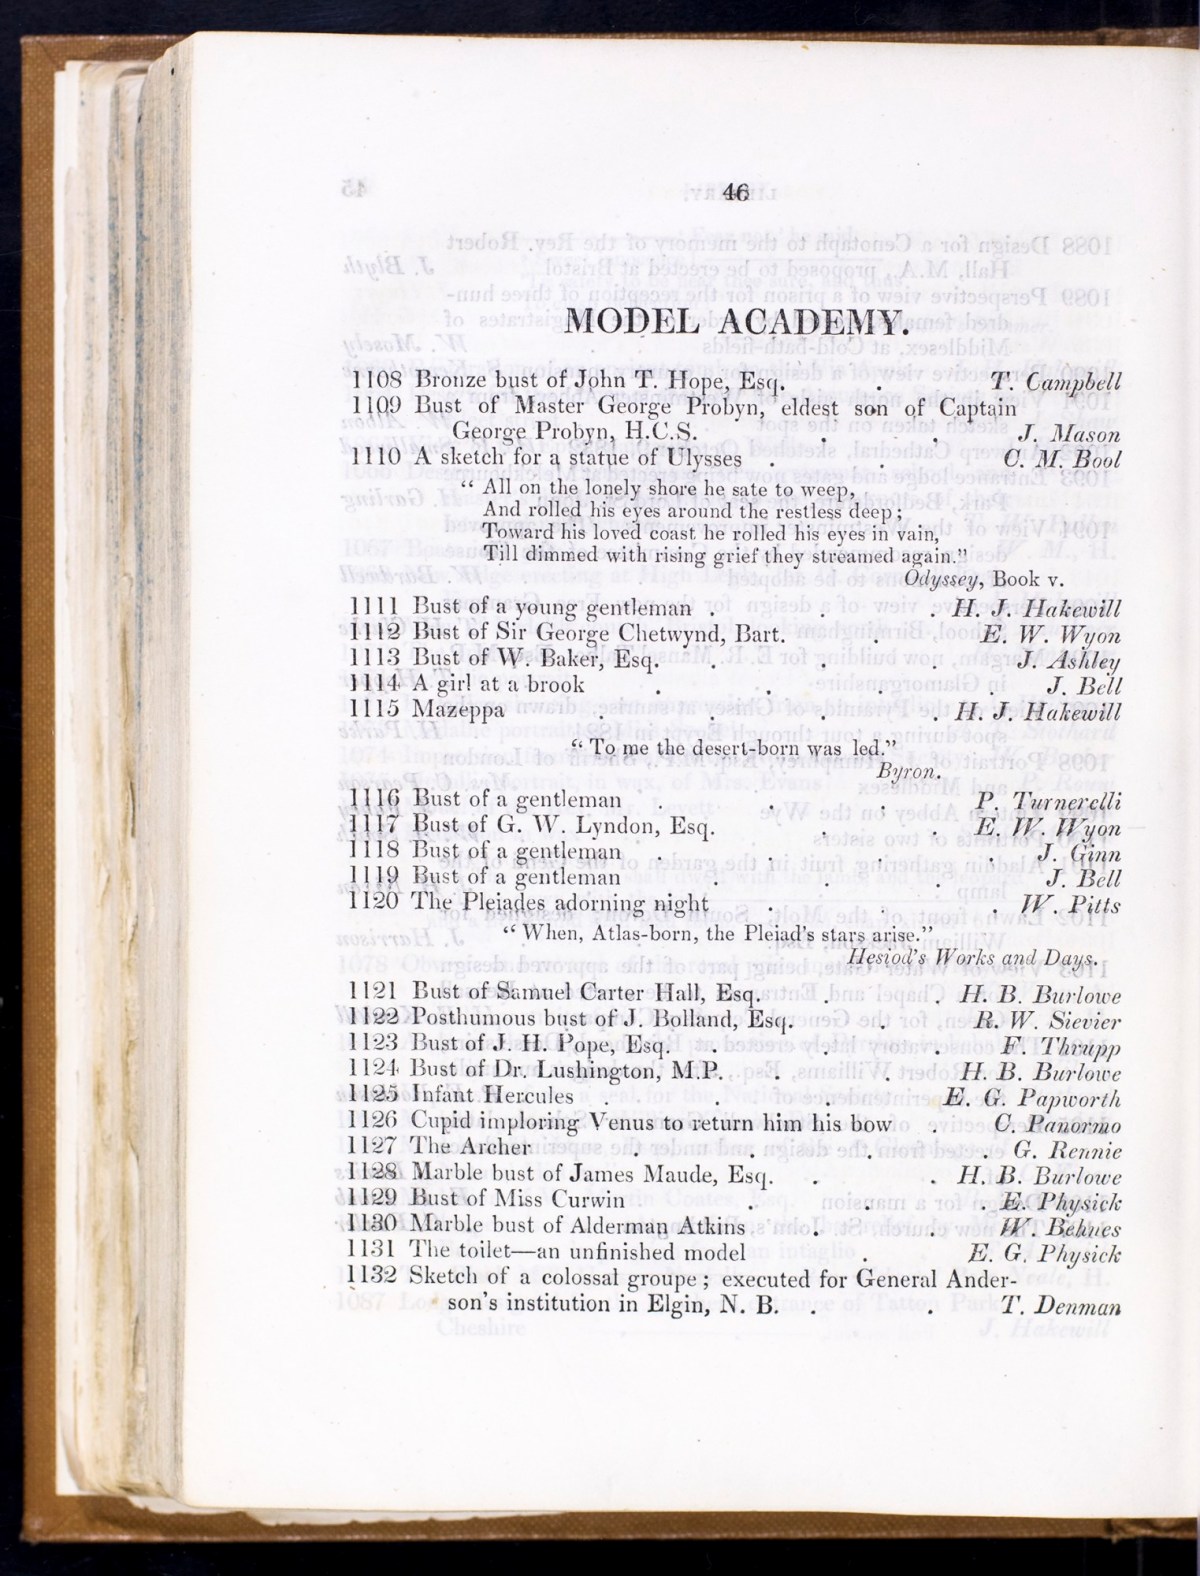 46
MODEL ACADEMY.
1108 Bronze bust of John T. Hope, Esq. . T. Campbell
1109 Bust of Master George Probyn, eldest son of Captain
George Probyn, H.C.S. . . J. Mason
1110 A sketch for a statue of Ulysses . . C. M. Bool
“ All on the lonely shore he sate to weep,
And rolled his eyes around the restless deep;
Toward his loved coast he rolled his eyes in vain,
Till dimmed with rising grief they streamed again.”
Odyssey, Book v.
1111 Bust of a young gentleman . . . H. J. Hakewill
1112 Bust of Sir George Chetwynd, Bart. . E. W. Wyon
1113 Bust of W. Baker, Esq. . . . J. Ashley
1114 A girl at a brook . . . . J. Bell
1115 Mazeppa . . . . H. J. Hakewill
“ To me the desert-born was led.”
Byron.
1116 Bust of a gentleman . . . P. Turnerelli
1117 Bust of G. W. Lyndon, Esq. . . E. W. Wyon
1118 Bust of a gentleman . . . . J. Ginn
1119 Bust of a gentleman . . . J. Bell
1120 The Pleiades adorning night . . . W. Pitts
“ When, Atlas-born, the Pleiad's stars arise.”
Hesiod's Works and Days.
1121 Bust of Samuel Carter Hall, Esq. . . H. B. Burlowe
1122 Posthumous bust of J. Bolland, Esq. . R. W. Sievier
1123 Bust of J. H. Pope, Esq. . . . F. Thrupp
1124 Bust of Dr. Lushington, M.P. . . H. B. Burlowe
1125 Infant Hercules . . . E. G. Papworth
1126 Cupid imploring Venus to return him his bow . C. Panormo
1127 The Archer . . . . G. Rennie
1128 Marble bust of James Maude, Esq. . . H. B. Burlowe
1129 Bust of Miss Curwin . . . E. Physick
1130 Marble bust of Alderman Atkins . . W. Behnes
1131 The toilet—an unfinished model . E. G. Physick
1132 Sketch of a colossal groupe; executed for General Ander-
son's institution in Elgin, N. B. . . T. Denman